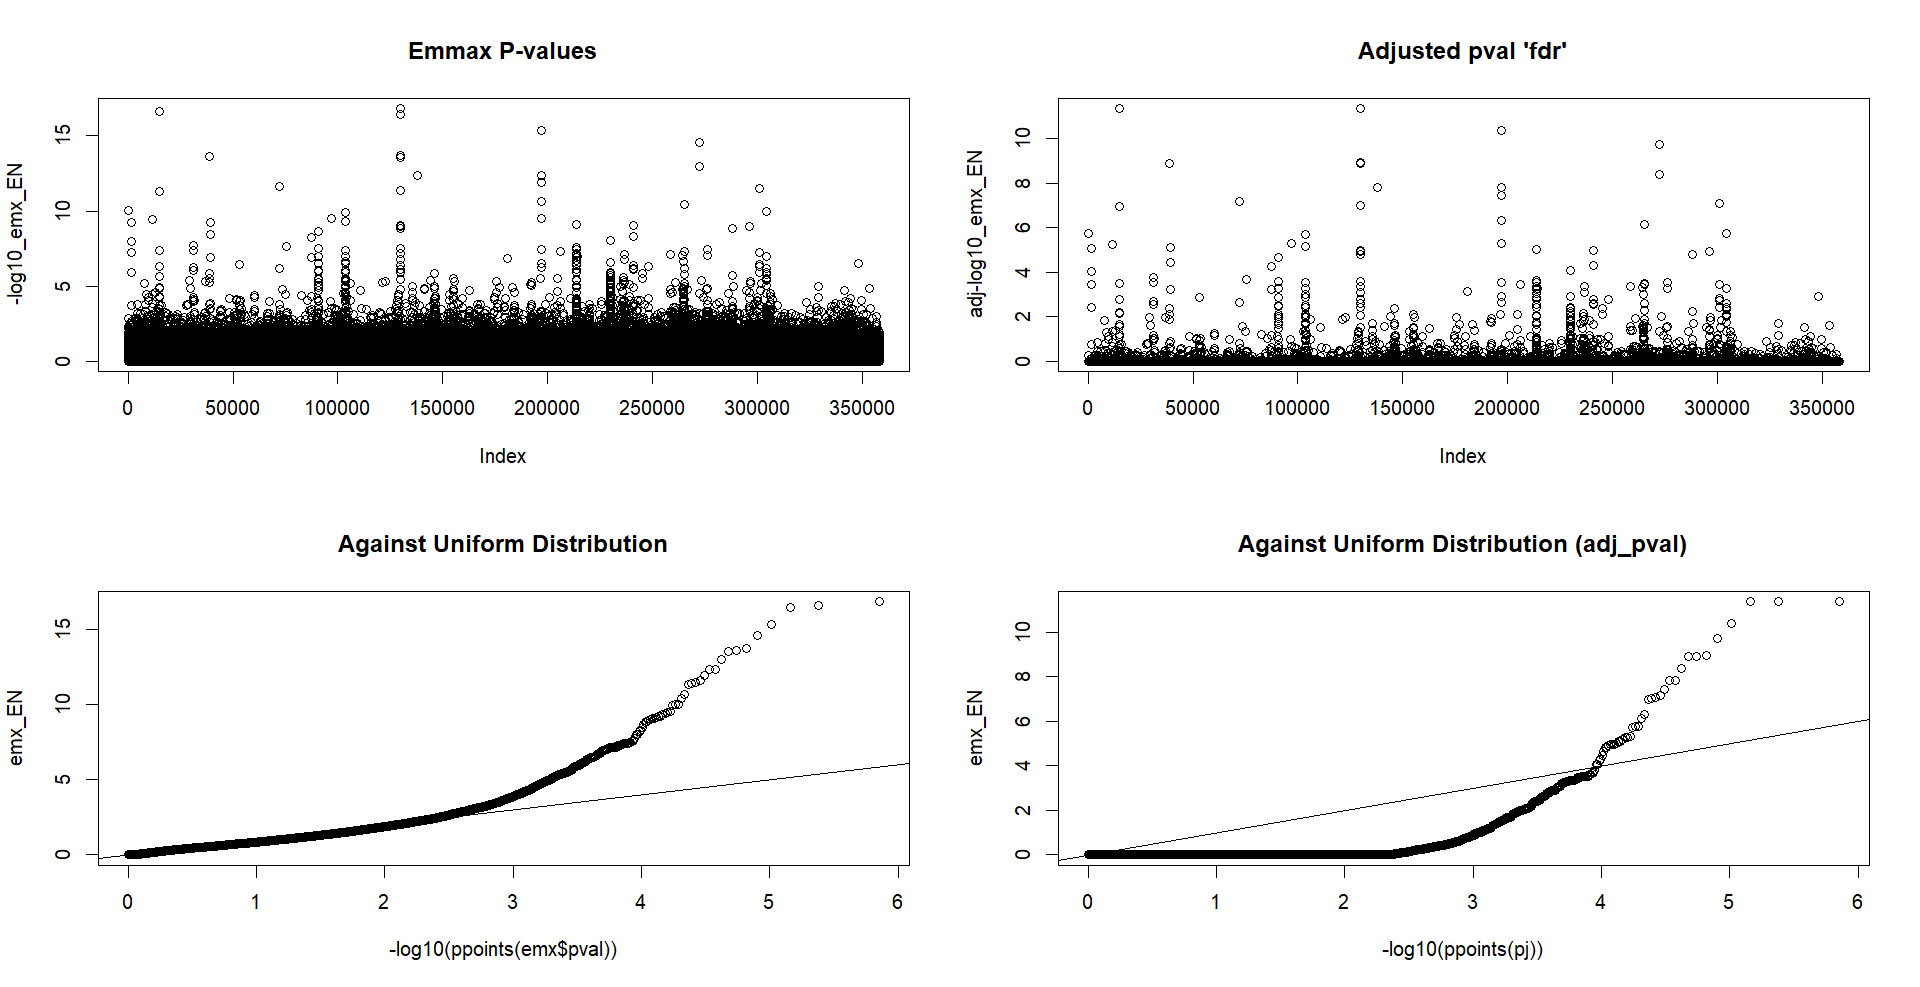 Emmax P-values
-log10_emx_EN
15
10
5
0
0 50000 100000 150000 200000 250000 300000 350000
Index
Adjusted pval 'fdr'
adj-log10_emx_EN
10
8
6
4
2
0
0 50000 100000 150000 200000 250000 300000 350000
Index
Against Uniform Distribution
emx_EN
15
10
5
0
0 1 2 3 4 5 6
-log10(ppoints(emx$pval))
Against Uniform Distribution (adj_pval)
emx_EN
10
8
6
4
2
0
0 1 2 3 4 5 6
-log10(ppoints(pj))